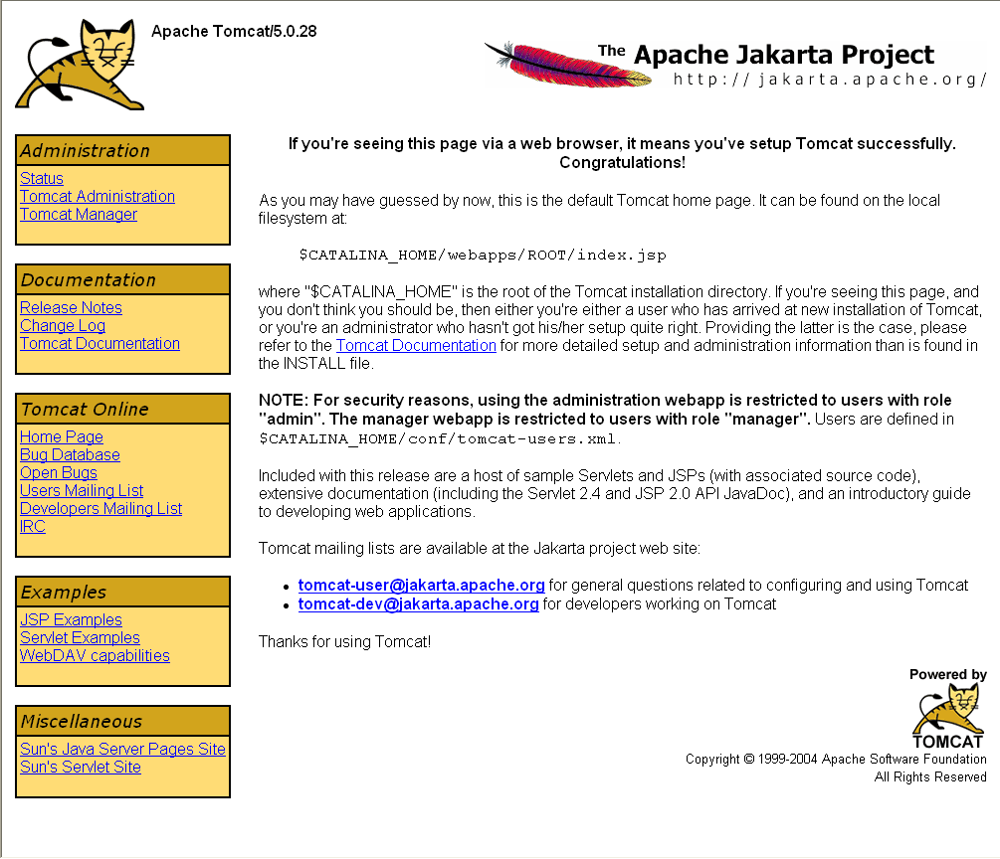 Apache Tomcat/5.0.28
The Apache Jakarta Project
http://jakarta.apache.org/
Administration
Status
Tomcat Administration
Tomcat Manager
Documentation
Release Notes
Change Log
Tomcat Documentation
Tomcat Online
Home Page
Bug Database
Open Bugs
Users Mailing List
Developers Mailing List
IRC
Examples
JSP Examples
Servlet Examples
WebDAV capabilities
Miscellaneous
Sun's Java Server Pages Site
Sun's Servlet Site
If you're seeing this page via a web browser, it means you've setup Tomcat successfully.
Congratulations!
As you may have guessed by now, this is the default Tomcat home page. It can be found on the local
filesystem at:
$CATALINA_HOME/webapps/ROOT/index.jsp
where "$CATALINA_HOME" is the root of the Tomcat installation directory. If you're seeing this page, and
you don't think you should be, then either you're either a user who has arrived at new installation of Tomcat,
or you're an administrator who hasn't got his/her setup quite right. Providing the latter is the case, please
refer to the Tomcat Documentation for more detailed setup and administration information than is found in
the INSTALL file.
NOTE: For security reasons, using the administration webapp is restricted to users with role
"admin". The manager webapp is restricted to users with role "manager". Users are defined in
$CATALINA_HOME/conf/tomcat-users.xml.
Included with this release are a host of sample Servlets and JSPs (with associated source code),
extensive documentation (including the Servlet 2.4 and JSP 2.0 API JavaDoc), and an introductory guide
to developing web applications.
Tomcat mailing lists are available at the Jakarta project web site:
• tomcat-user@jakarta.apache.org for general questions related to configuring and using Tomcat
• tomcat-dev@jakarta.apache.org for developers working on Tomcat
Thanks for using Tomcat!
Powered by
TOMCAT
Copyright © 1999-2004 Apache Software Foundation
All Rights Reserved